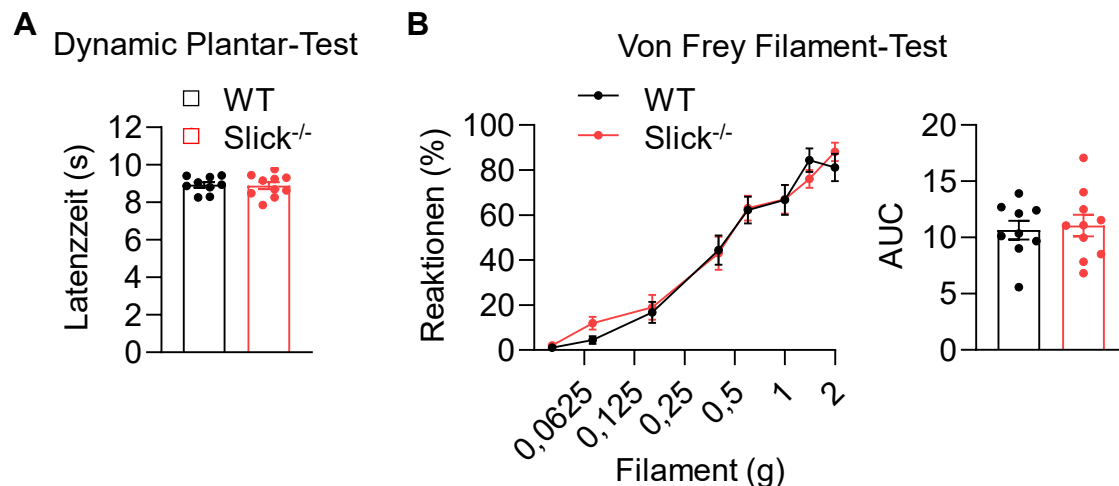 A
Dynamic Plantar-Test
WT
Slick-/-
Latenzzeit (s)
12
10
8
6
4
2
0
B
Von Frey Filament-Test
WT
Slick-/-
Reaktionen (%)
100
80
60
40
20
0
0,0625
0,125
0,25
0,5
1
2
Filament (g)
AUC
20
15
10
5
0